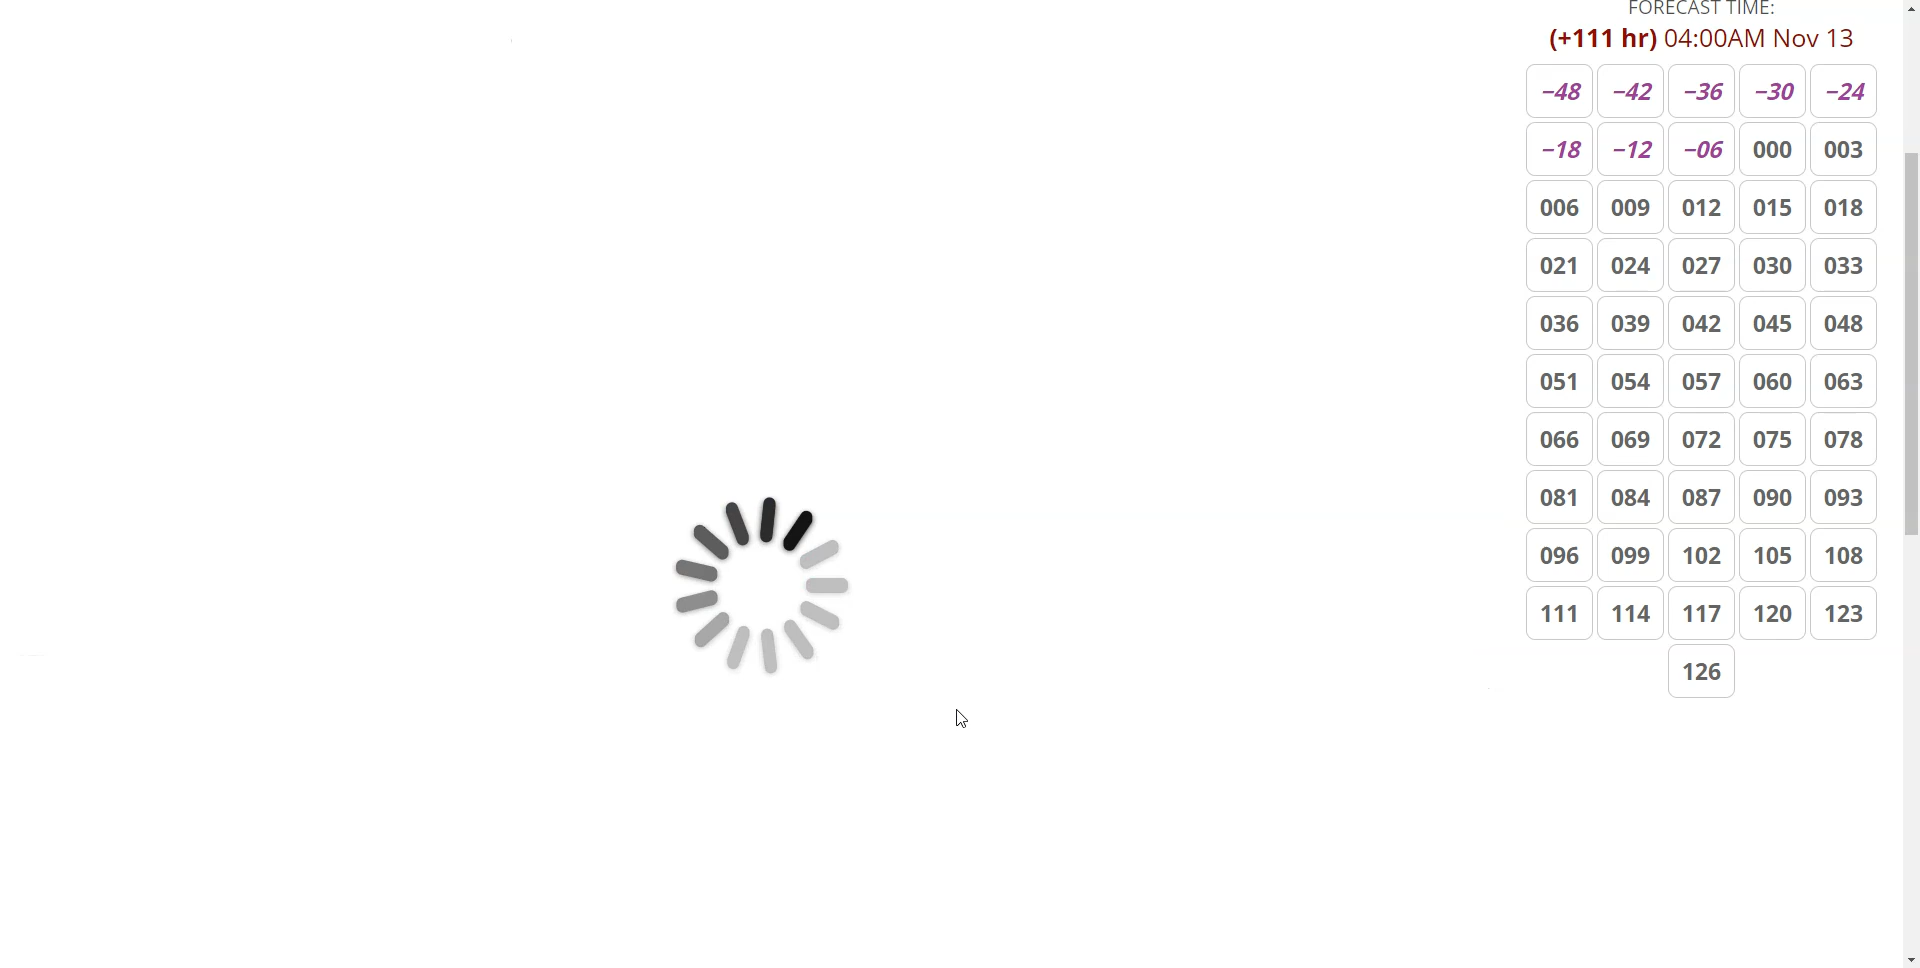 FORECAST TIME:
(+111 hr) 04:00AM Nov 13
−48 −42 −36 −30 −24
−18 −12 −06 000 003
006 009 012 015 018
021 024 027 030 033
036 039 042 045 048
051 054 057 060 063
066 069 072 075 078
081 084 087 090 093
096 099 102 105 108
111 114 117 120 123
126